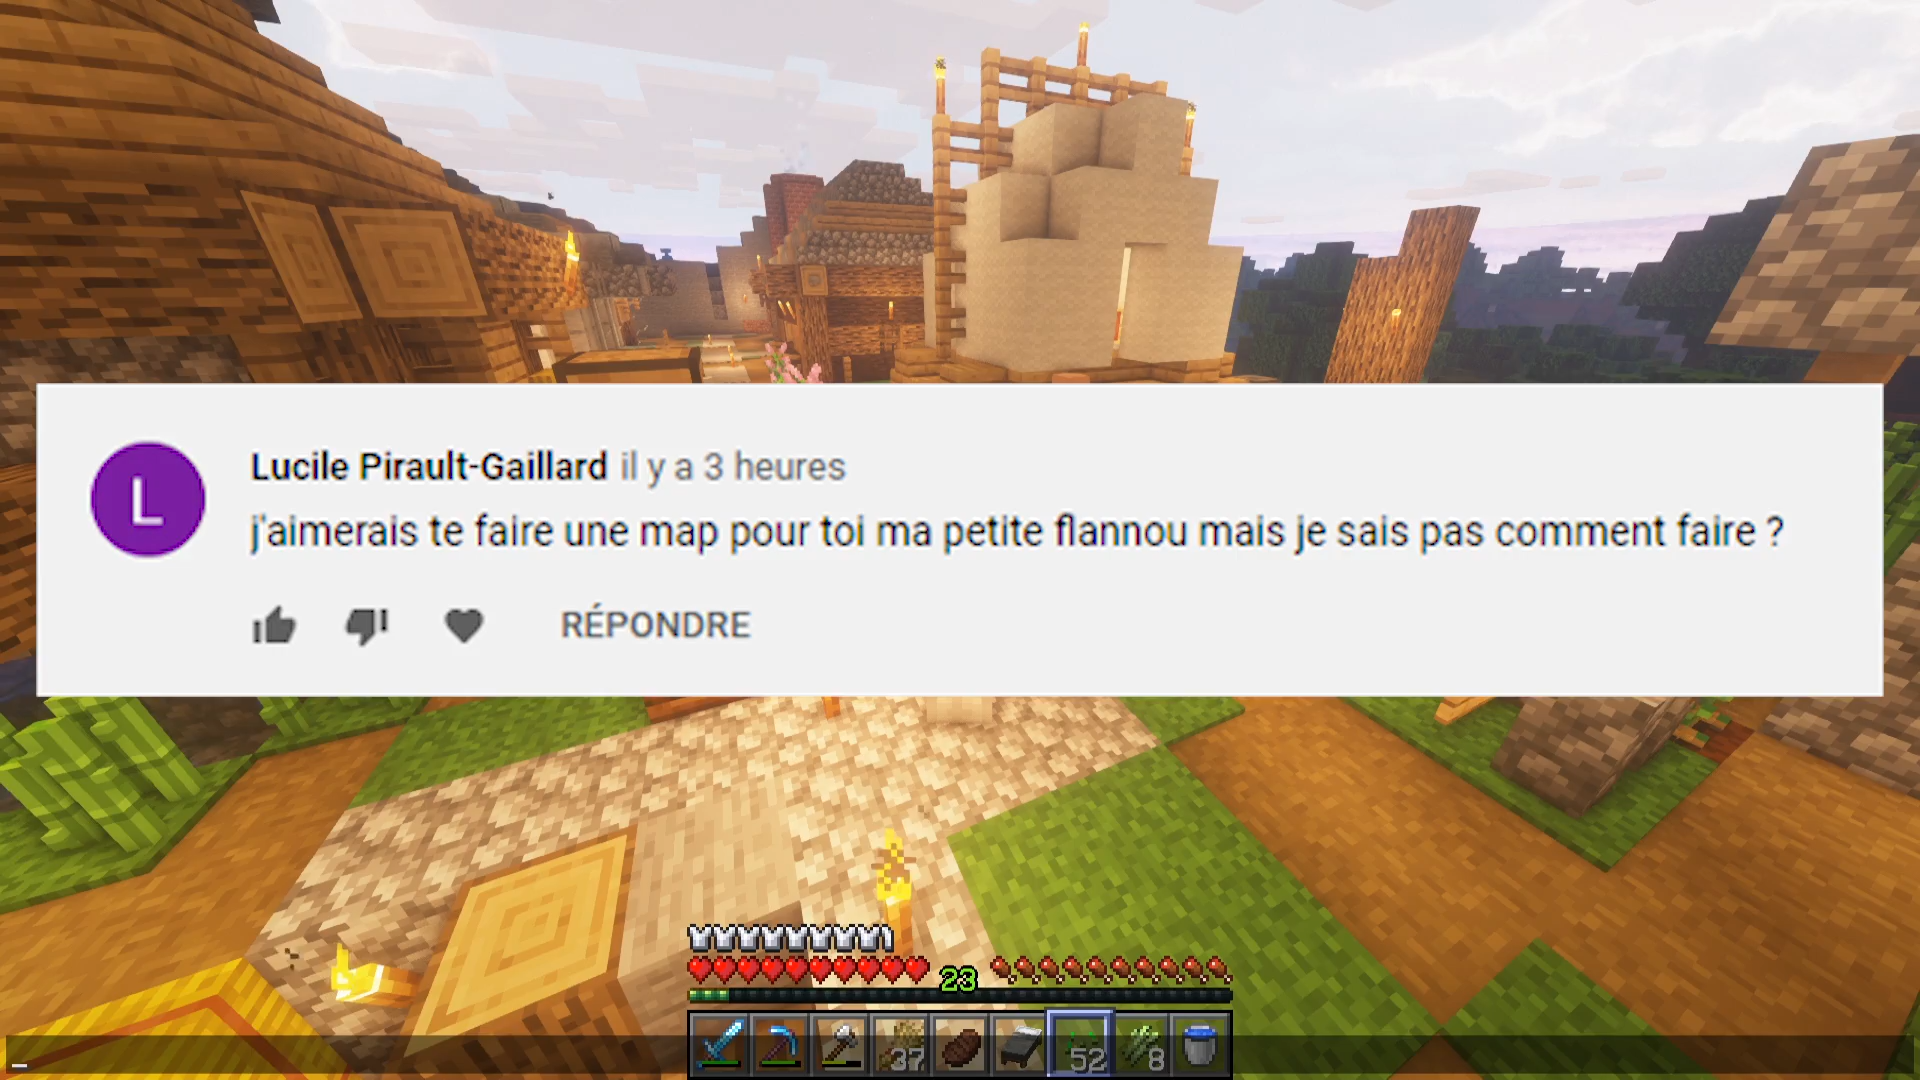 L
Lucile Pirault-Gaillard il y a 3 heures
j'aimerais te faire une map pour toi ma petite flannou mais je sais pas comment faire ?
RÉPONDRE
23
37 52 8